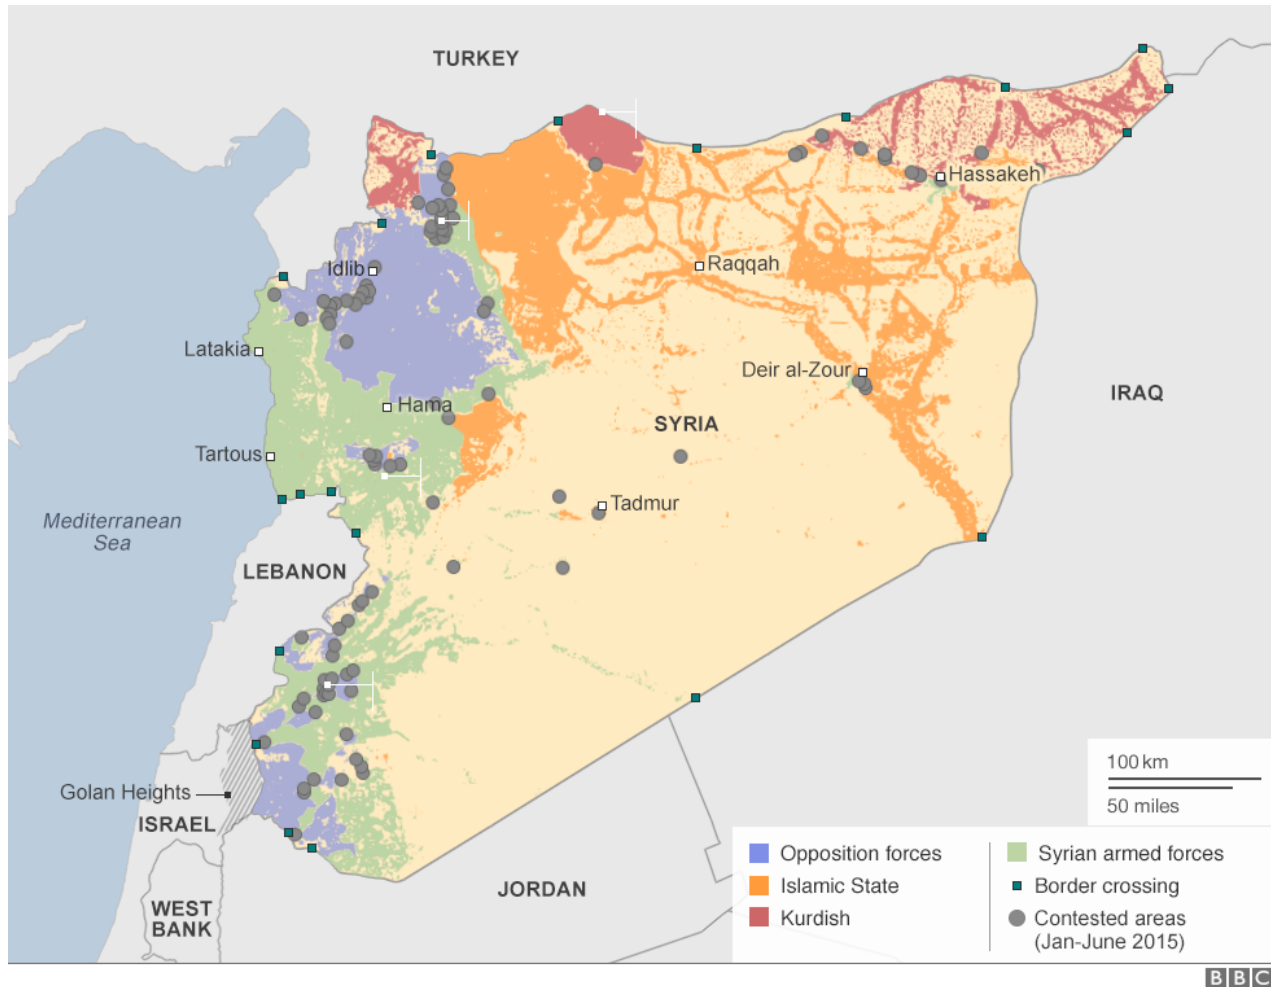 TURKEY
Hassakeh
Idlib
Raqqah
Latakia
Deir al-Zour
IRAQ
Hama
SYRIA
Tartous
Tadmur
Mediterranean
Sea
LEBANON
100 km
50 miles
Golan Heights
ISRAEL
JORDAN
WEST
BANK
Opposition forces
Islamic State
Kurdish
Syrian armed forces
Border crossing
Contested areas
(Jan-June 2015)
BBC